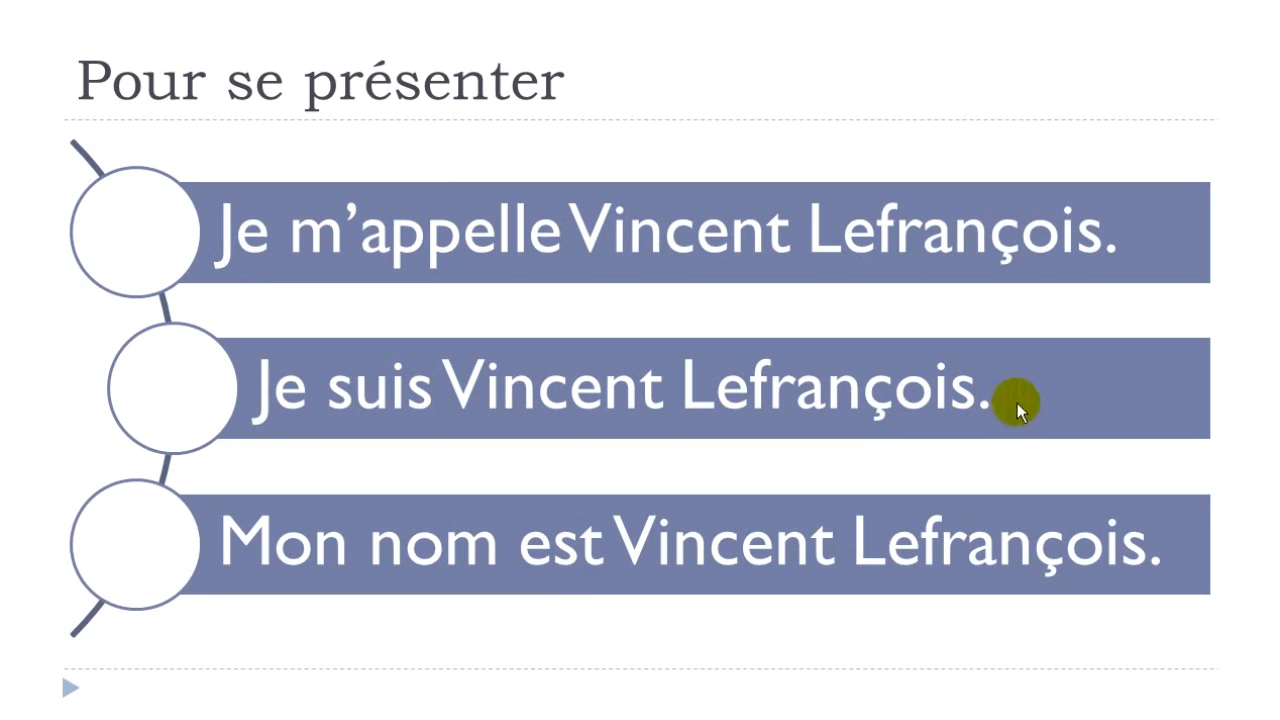 Pour se présenter
Je m’appelle Vincent Lefrançois.
Je suis Vincent Lefrançois.
Mon nom est Vincent Lefrançois.